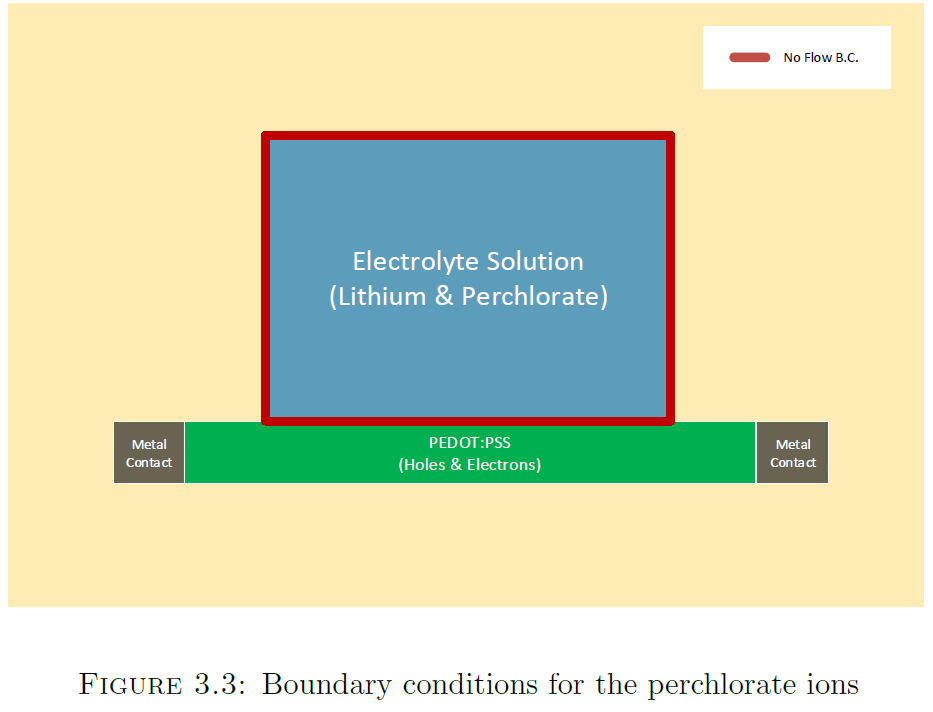 No Flow B.C.
Electrolyte Solution
(Lithium & Perchlorate)
Metal
Contact
PEDOT:PSS
(Holes & Electrons)
Metal
Contact
FIGURE 3.3: Boundary conditions for the perchlorate ions